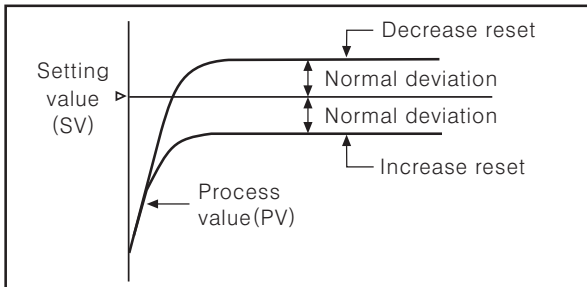 Decrease reset
Setting
value
(SV)
Normal deviation
Normal deviation
Increase reset
Process
value(PV)